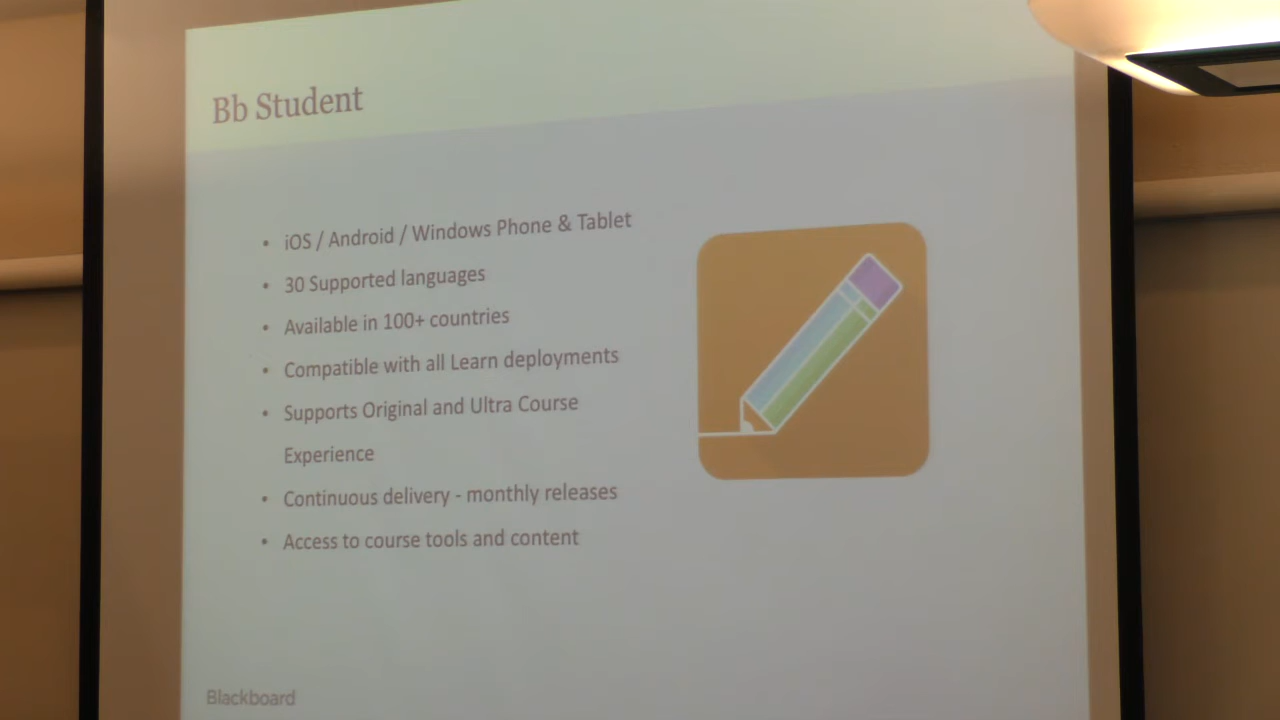 Bb Student
• iOS / Android / Windows Phone & Tablet
• 30 Supported languages
• Available in 100+ countries
• Compatible with all Learn deployments
• Supports Original and Ultra Course
Experience
• Continuous delivery - monthly releases
• Access to course tools and content
Blackboard